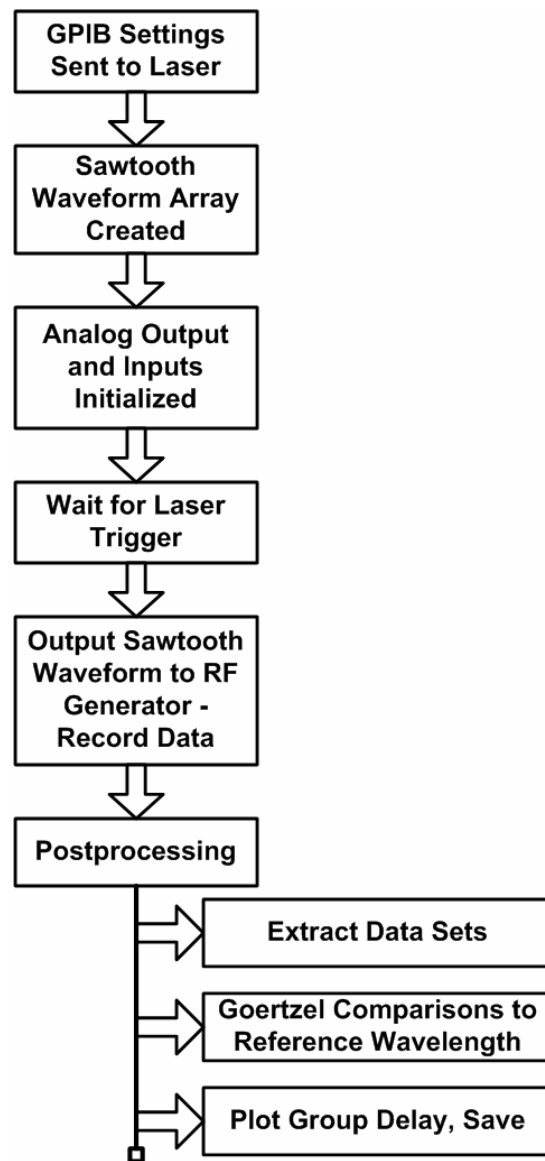 GPIB Settings
Sent to Laser
Sawtooth
Waveform Array
Created
Analog Output
and Inputs
Initialized
Wait for Laser
Trigger
Output Sawtooth
Waveform to RF
Generator -
Record Data
Postprocessing
Extract Data Sets
Goertzel Comparisons to
Reference Wavelength
Plot Group Delay, Save